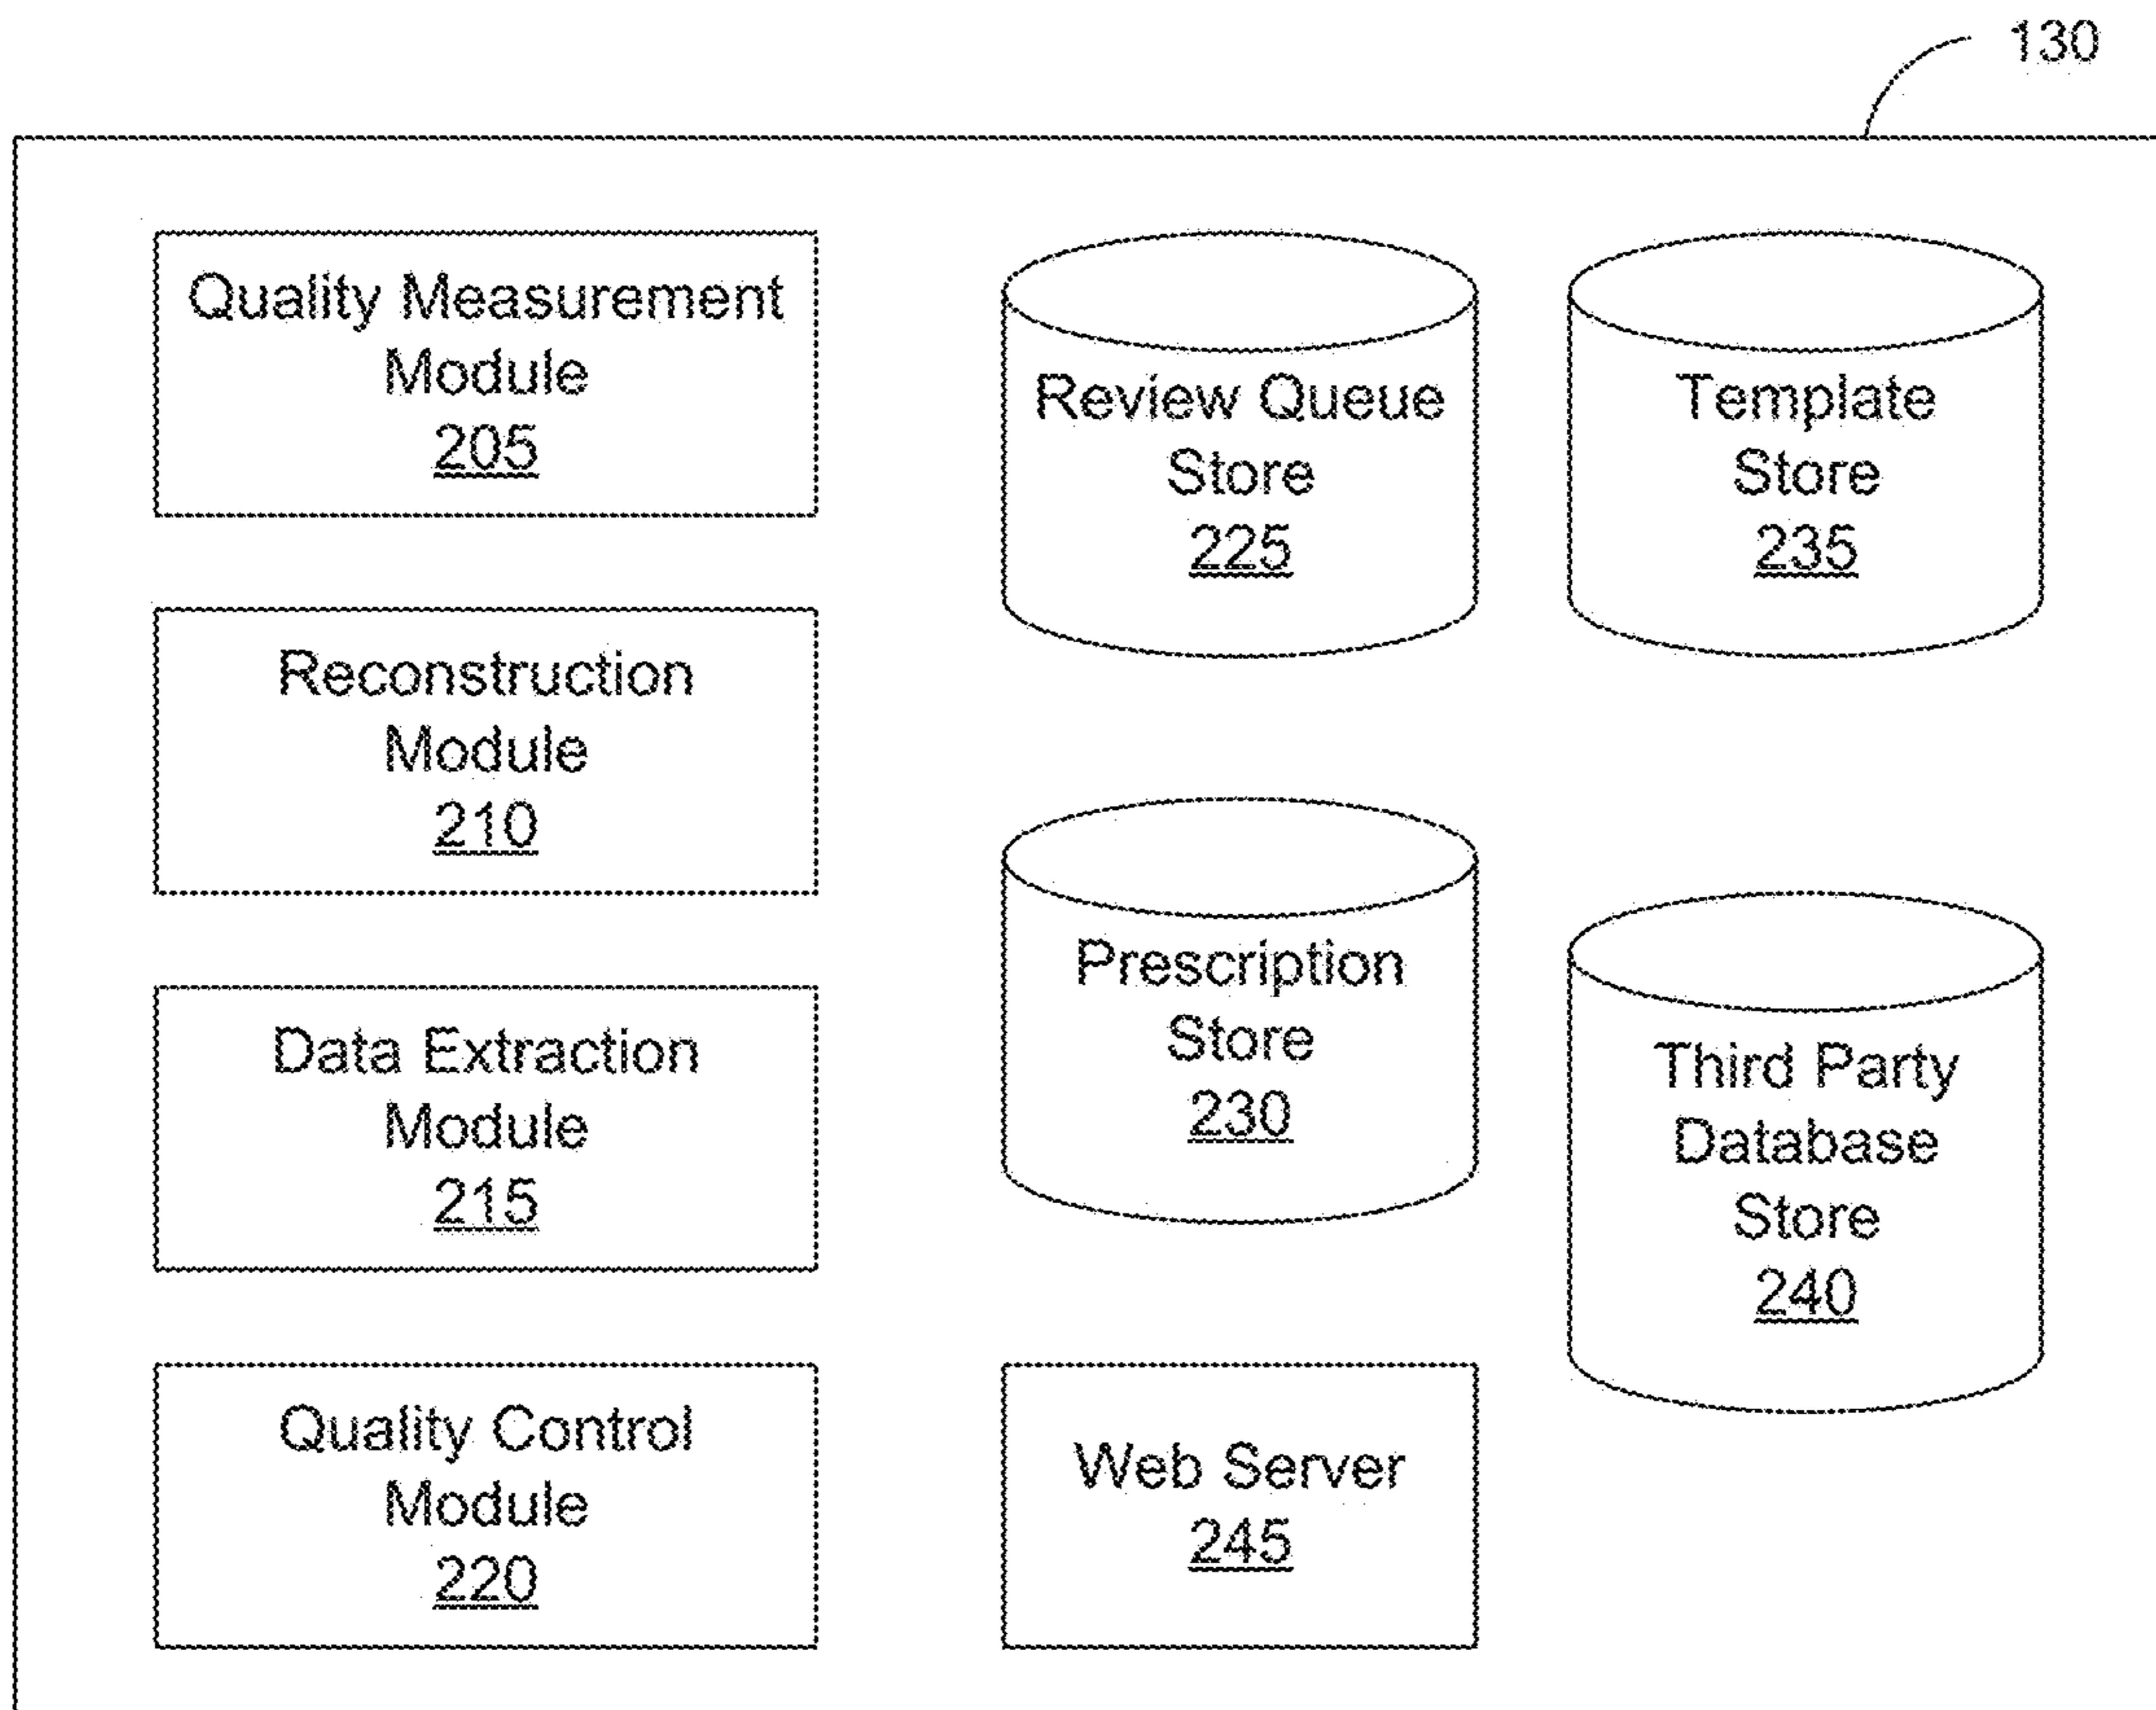 130
Quality Measurement
Module
205
Review Queue
Store
225
Template
Store
235
Reconstruction
Module
210
Prescription
Store
230
Third Party
Database
Store
240
Data Extraction
Module
215
Quality Control
Module
220
Web Server
245